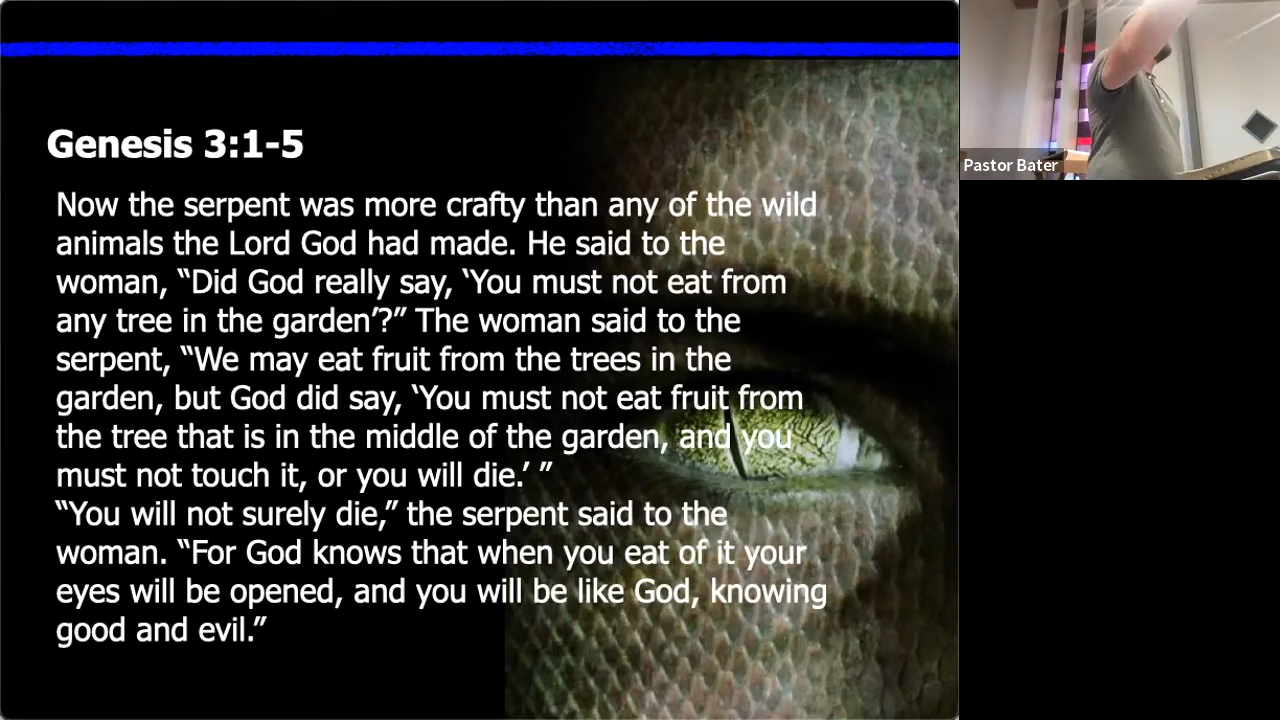 Genesis 3:1-5
Now the serpent was more crafty than any of the wild
animals the Lord God had made. He said to the
woman, “Did God really say, ‘You must not eat from
any tree in the garden’?” The woman said to the
serpent, “We may eat fruit from the trees in the
garden, but God did say, ‘You must not eat fruit from
the tree that is in the middle of the garden, and you
must not touch it, or you will die.’ ”
“You will not surely die,” the serpent said to the
woman. “For God knows that when you eat of it your
eyes will be opened, and you will be like God, knowing
good and evil.”
Pastor Bater